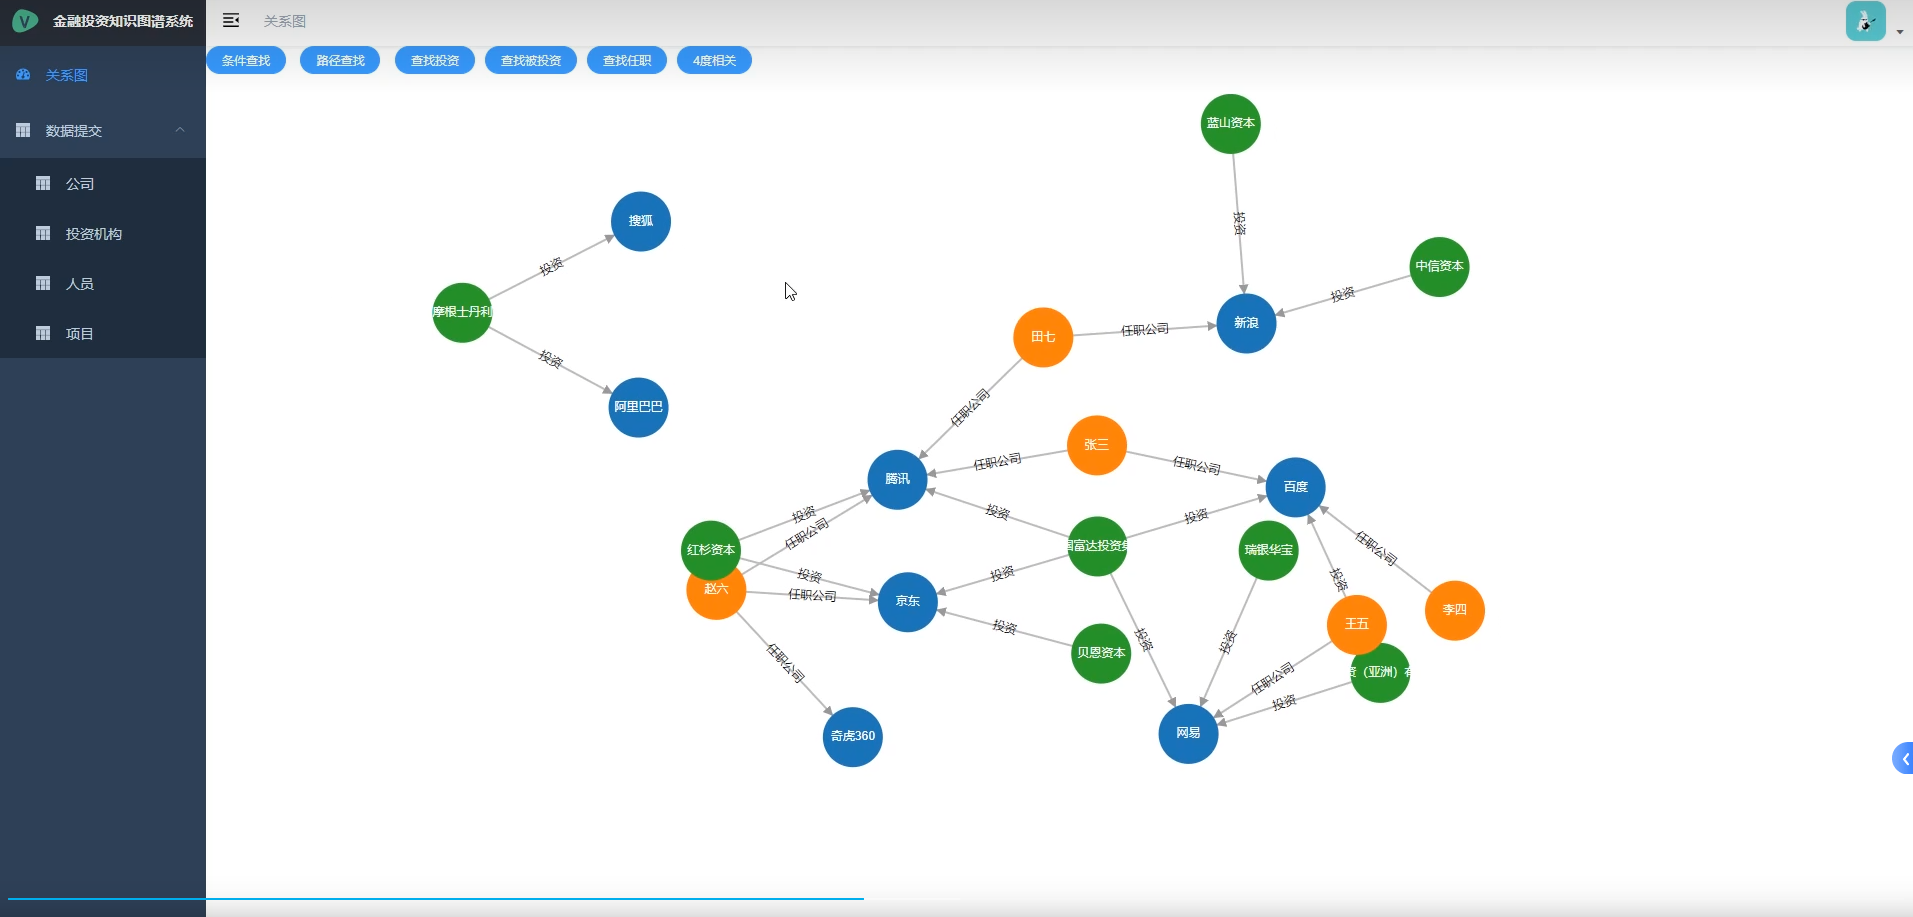 V 金融投资知识图谱系统
关系图
关系图
数据提交
公司
投资机构
人员
项目
条件查找 路径查找 查找投资 查找被投资 查找任职 4度相关
蓝山资本
投资
搜狐
投资
摩根士丹利
投资
阿里巴巴
中信资本
投资
新浪
田七
任职公司
任职公司
张三
任职公司
任职公司
腾讯
百度
投资
投资
投资
任职公司
红杉资本
赵六
投资
任职公司
京东
国富达投资集
投资
瑞银华宝
任职公司
李四
投资
王五
投资
贝恩资本
投资
投资
任职公司
资（亚洲）有
投资
任职公司
网易
奇虎360